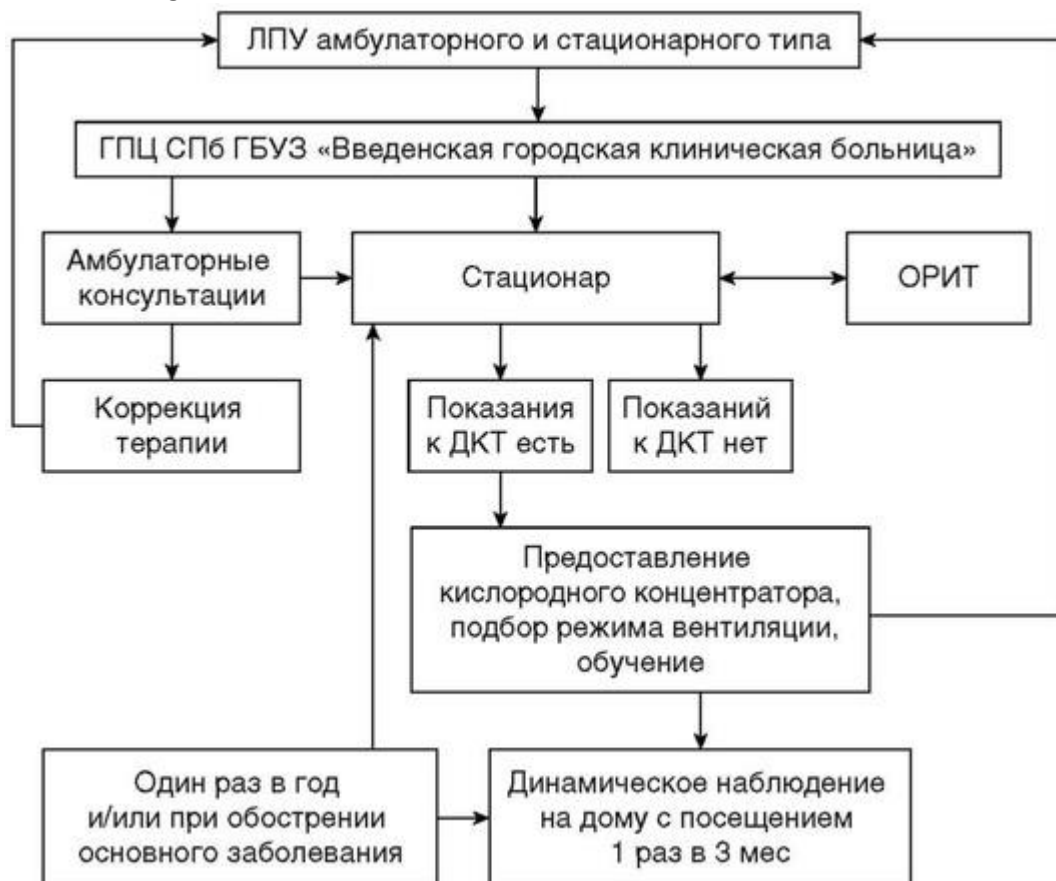 ЛПУ амбулаторного и стационарного типа
ГПЦ СПб ГБУЗ «Введенская городская клиническая больница»
Амбулаторные
консультации
Стационар
ОРИТ
Коррекция
терапии
Показания
к ДКТ есть
Показаний
к ДКТ нет
Предоставление
кислородного концентратора,
подбор режима вентиляции,
обучение
Один раз в год
и/или при обострении
основного заболевания
Динамическое наблюдение
на дому с посещением
1 раз в 3 мес